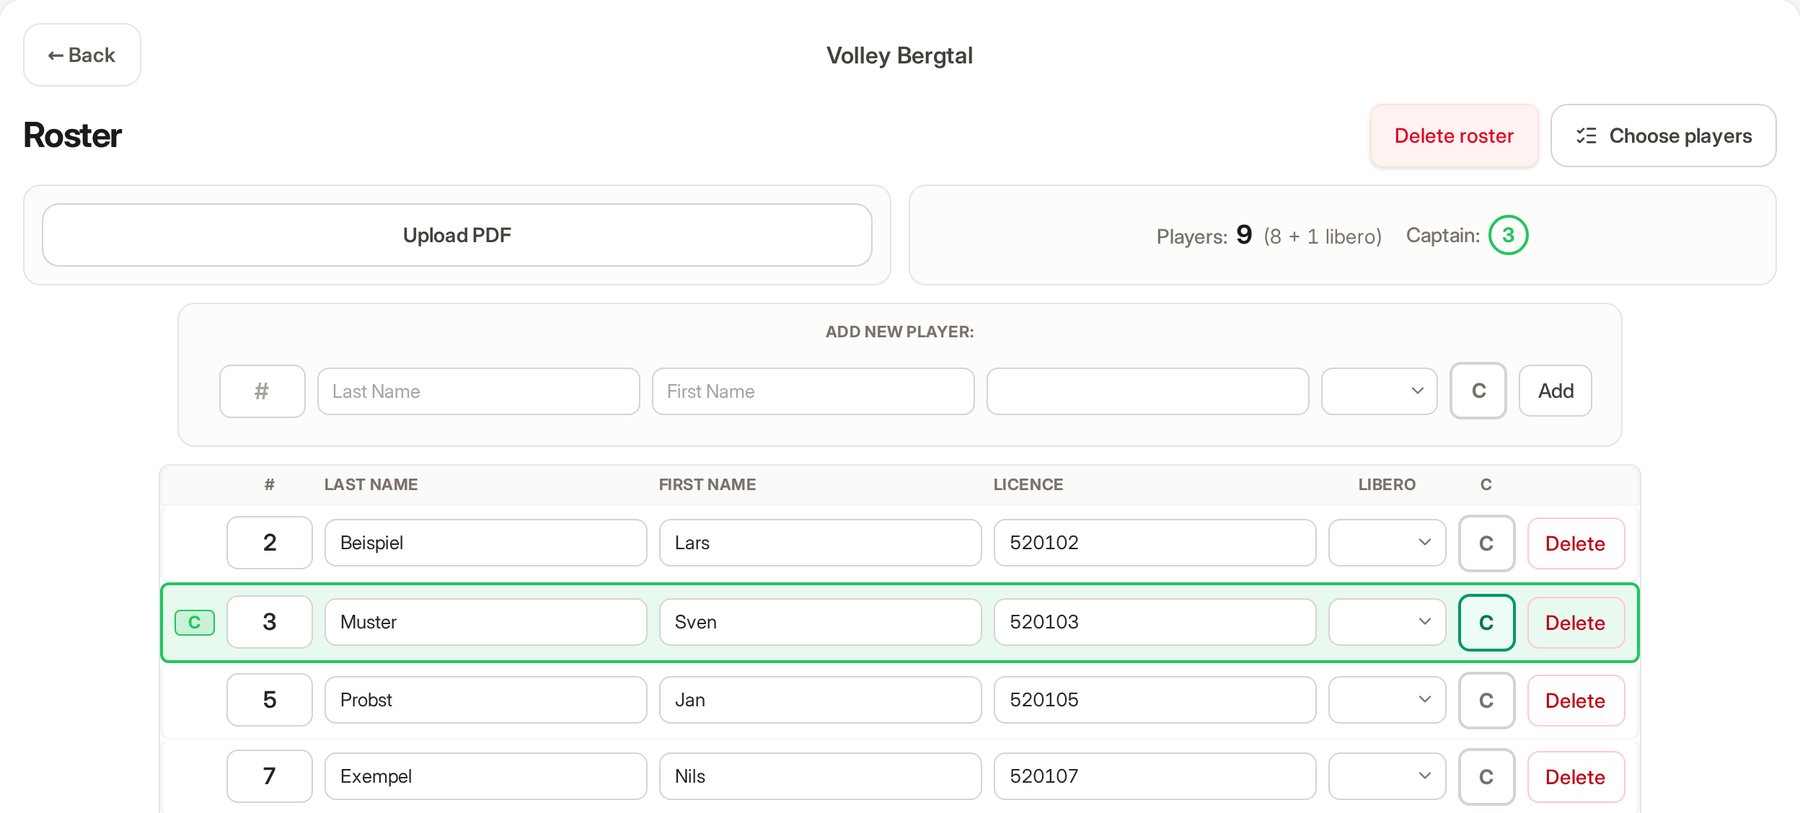 ← Back
Volley Bergtal
Roster
Delete roster
Choose players
Upload PDF
Players: 9 (8 + 1 libero) Captain: 3
ADD NEW PLAYER:
# Last Name First Name C Add
# LAST NAME FIRST NAME LICENCE LIBERO C
2 Beispiel Lars 520102 C Delete
C 3 Muster Sven 520103 C Delete
5 Probst Jan 520105 C Delete
7 Exempel Nils 520107 C Delete